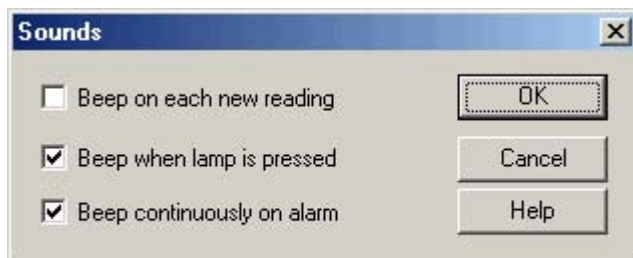 Sounds
Beep on each new reading
OK
Beep when lamp is pressed
Cancel
Beep continuously on alarm
Help